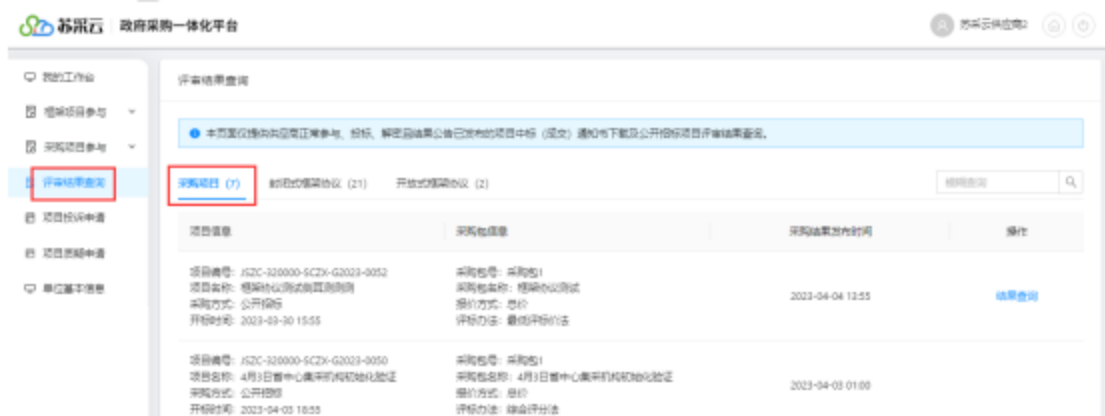 苏采云 政府采购一体化平台
苏采云供应商2
我的工作台
框架项目参与
采购项目参与
评审结果查询
项目投诉申请
项目质疑申请
单位基本信息
评审结果查询
本页面仅提供供应商正常参与、投标、解密且结果公告已发布的项目中标（成交）通知书下载及公开招标项目评审结果查询。
采购项目 (7) 封闭式框架协议 (21) 开放式框架协议 (2)
模糊查询
项目信息 采购包信息 采购结果发布时间 操作
项目编号: JSZC-320000-SCZX-G2023-0052
项目名称: 框架协议测试
采购方式: 公开招标
开标时间: 2023-03-30 15:55
采购包号: 采购包1
采购包名称: 框架协议测试
报价方式: 总价
评标办法: 最低评标价法
2023-04-04 13:55
结果查询
项目编号: JSZC-320000-SCZX-G2023-0050
项目名称: 4月3日省中心集采机构初始化验证
采购方式: 公开招标
开标时间: 2023-04-03 18:55
采购包号: 采购包1
采购包名称: 4月3日省中心集采机构初始化验证
报价方式: 总价
评标办法: 综合评分法
2023-04-03 01:00